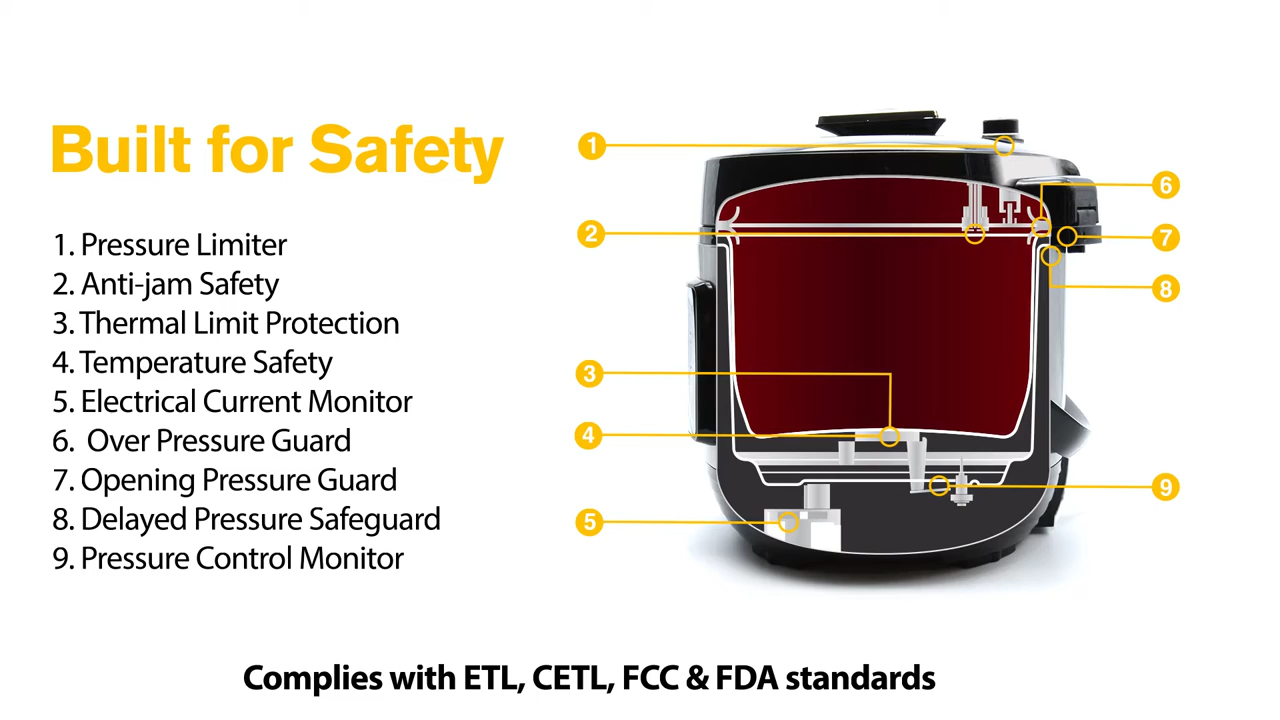 Built for Safety
1. Pressure Limiter
2. Anti-jam Safety
3. Thermal Limit Protection
4. Temperature Safety
5. Electrical Current Monitor
6. Over Pressure Guard
7. Opening Pressure Guard
8. Delayed Pressure Safeguard
9. Pressure Control Monitor
1
2
3
4
5
6
7
8
9
Complies with ETL, CETL, FCC & FDA standards